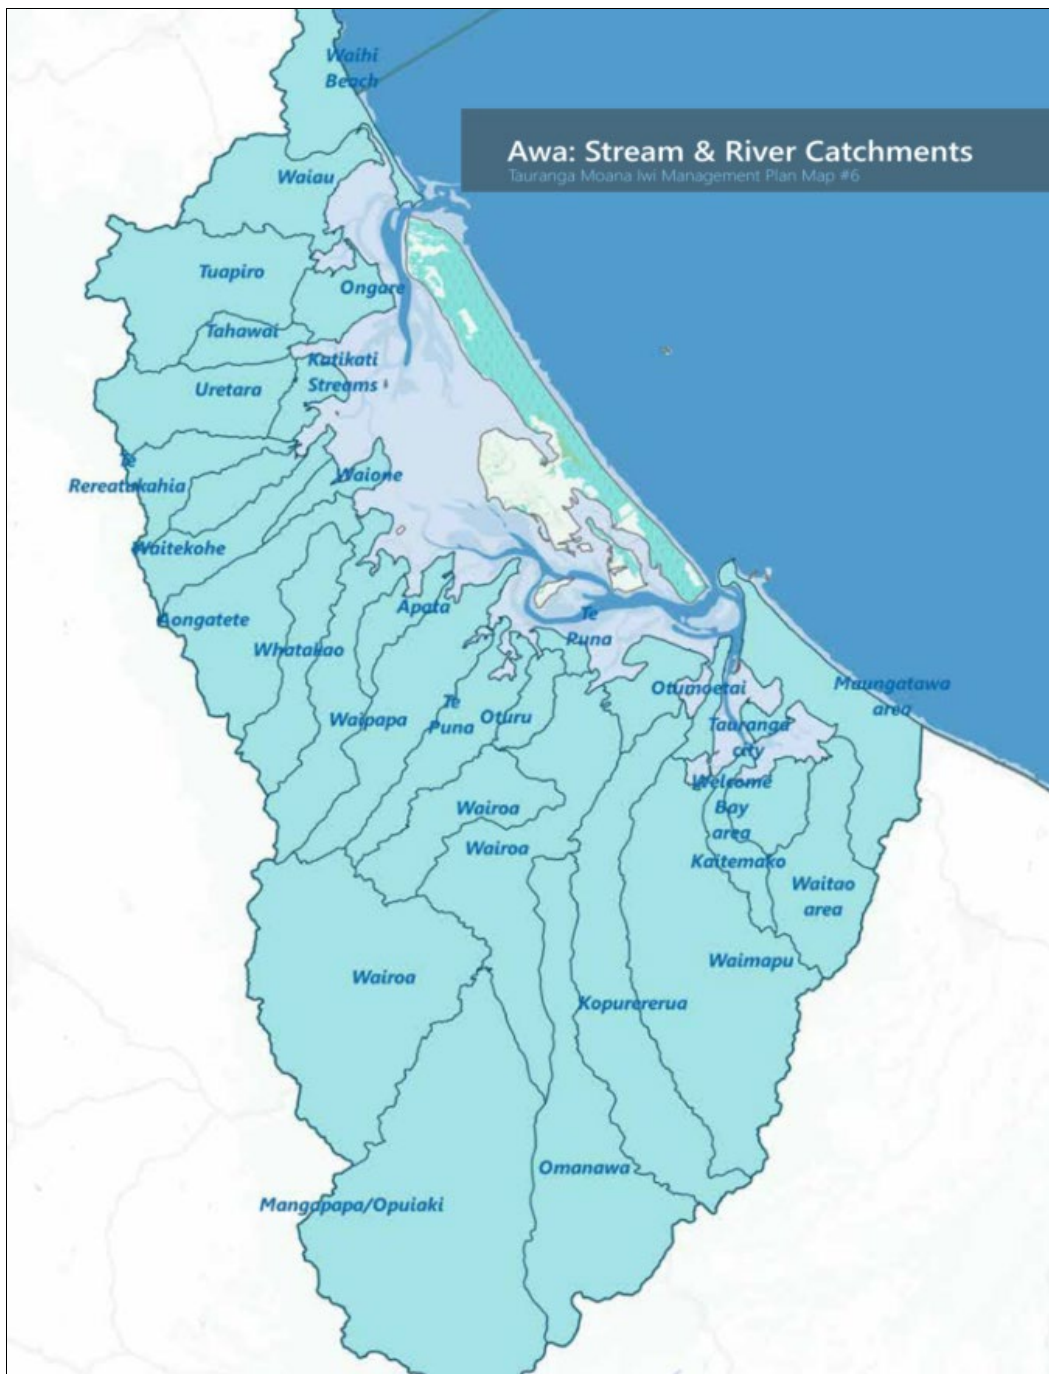 Waihi
Beach
Awa: Stream & River Catchments
Tauranga Moana Iwi Management Plan Map #6
Waiau
Tuapiro
Ongare
Tahawai
Katikati
Streams
Uretara
Te
Rereatukahia
Waione
Waitekohe
Apata
Aongatete
Te
Puna
Whatakao
Otumoetai
Maungatawa
area
Te
Puna
Waipapa
Oturu
Tauranga
city
Welcome
Bay
area
Wairoa
Wairoa
Kaitemako
Waitao
area
Waimapu
Wairoa
Kopurererua
Omanawa
Mangapapa/Opuiaki